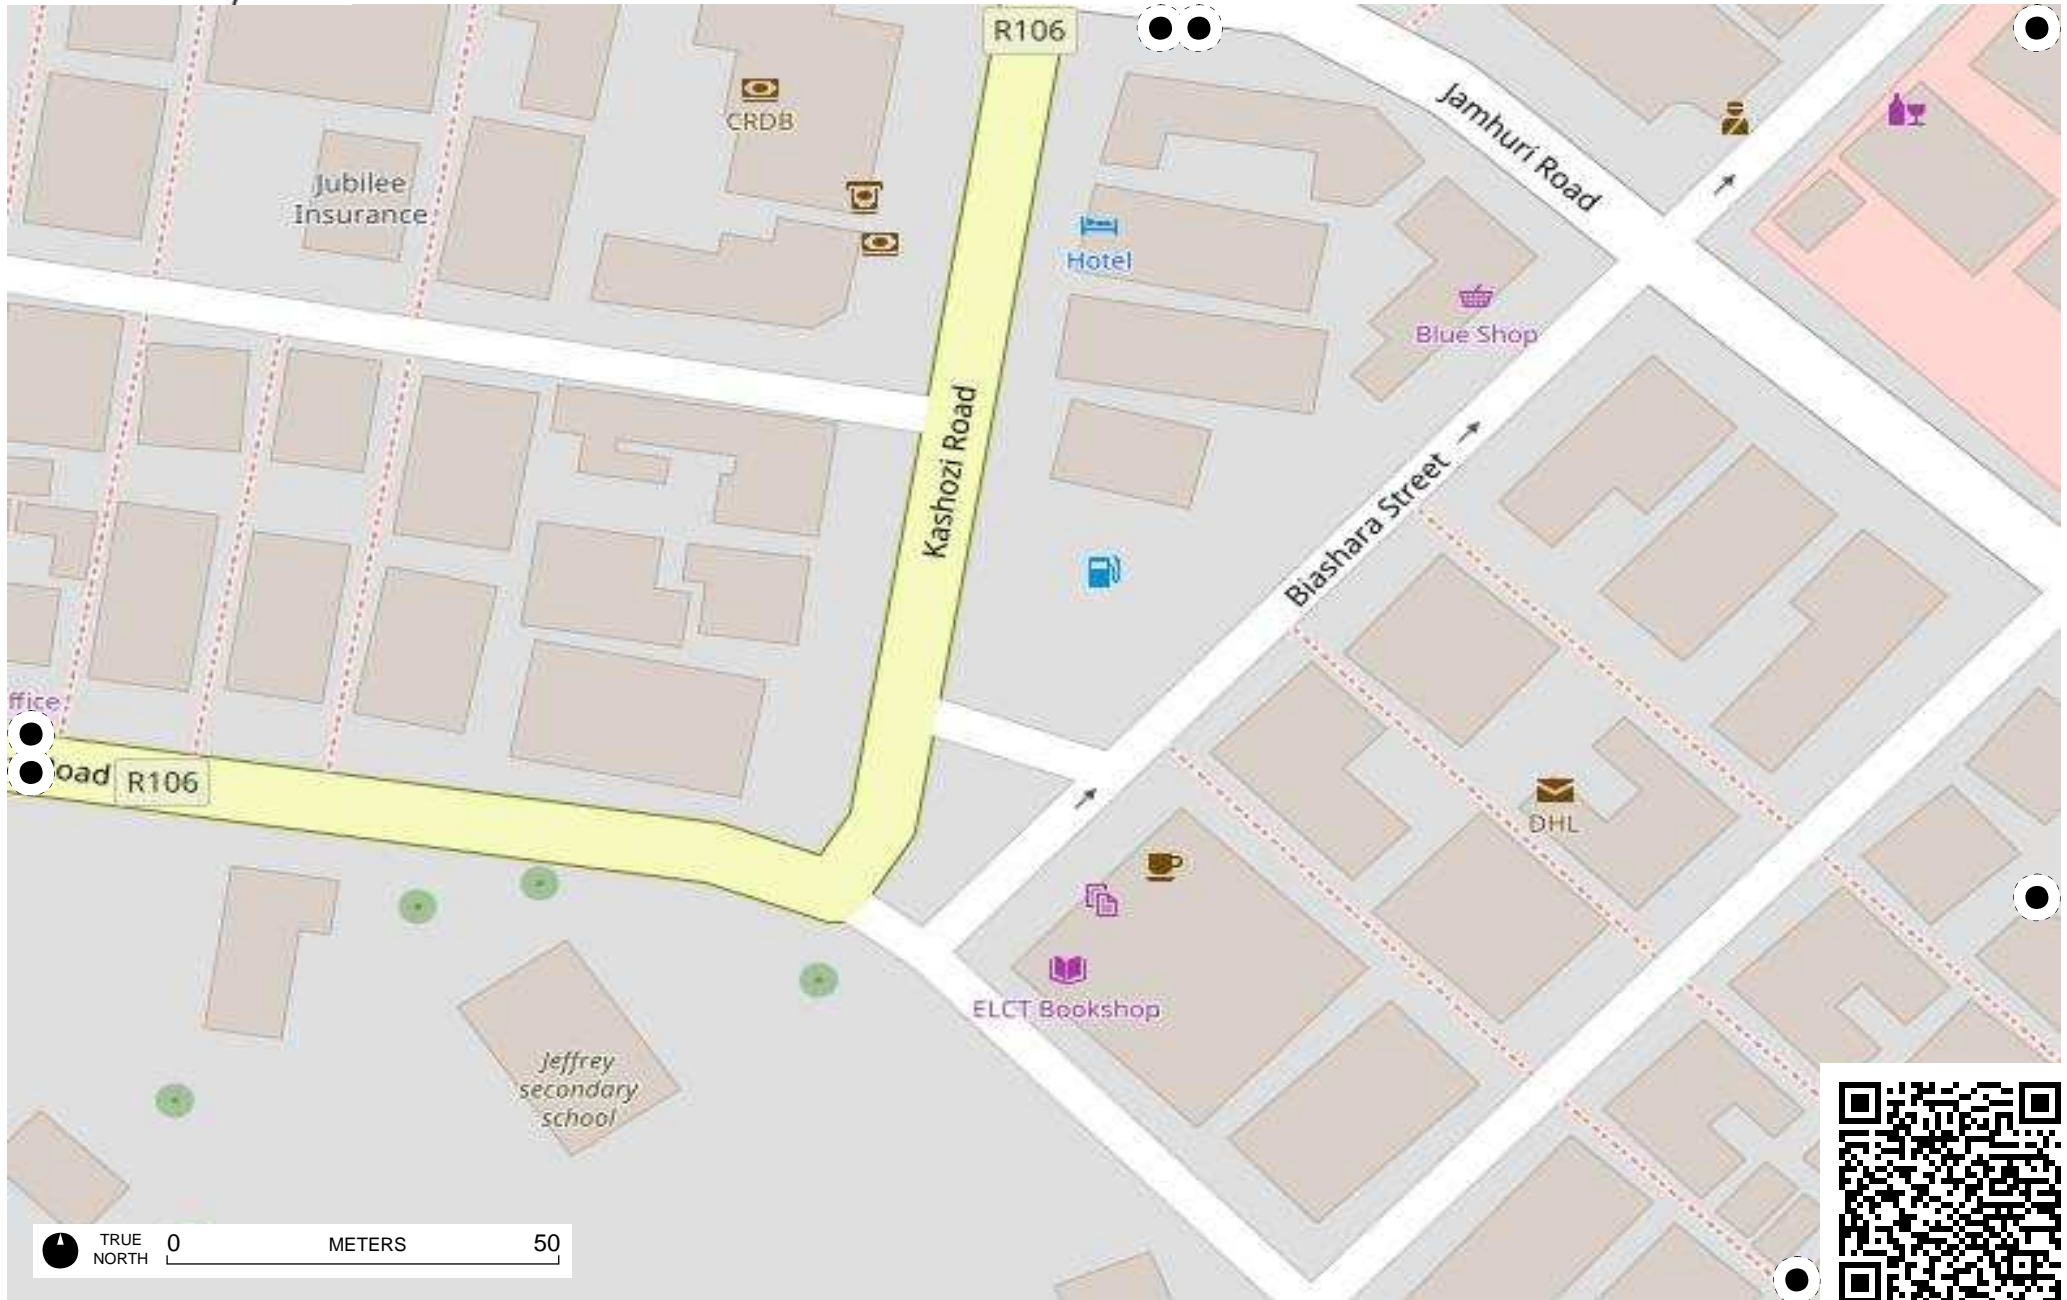 R106
Jamhuri Road
CRDB
Jubilee
Insurance
Hotel
Blue Shop
Kashozi Road
Biashara Street
ffice
oad
R106
DHL
ELCT Bookshop
Jeffrey
secondary
school
TRUE
NORTH
0
METERS
50